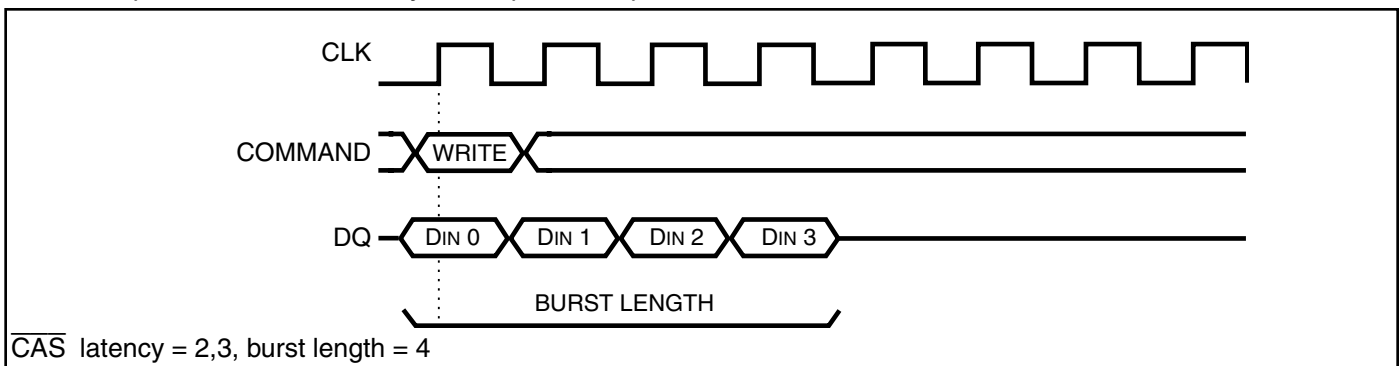 CLK
COMMAND WRITE
DQ DIN 0 DIN 1 DIN 2 DIN 3
BURST LENGTH
CAS latency = 2,3, burst length = 4